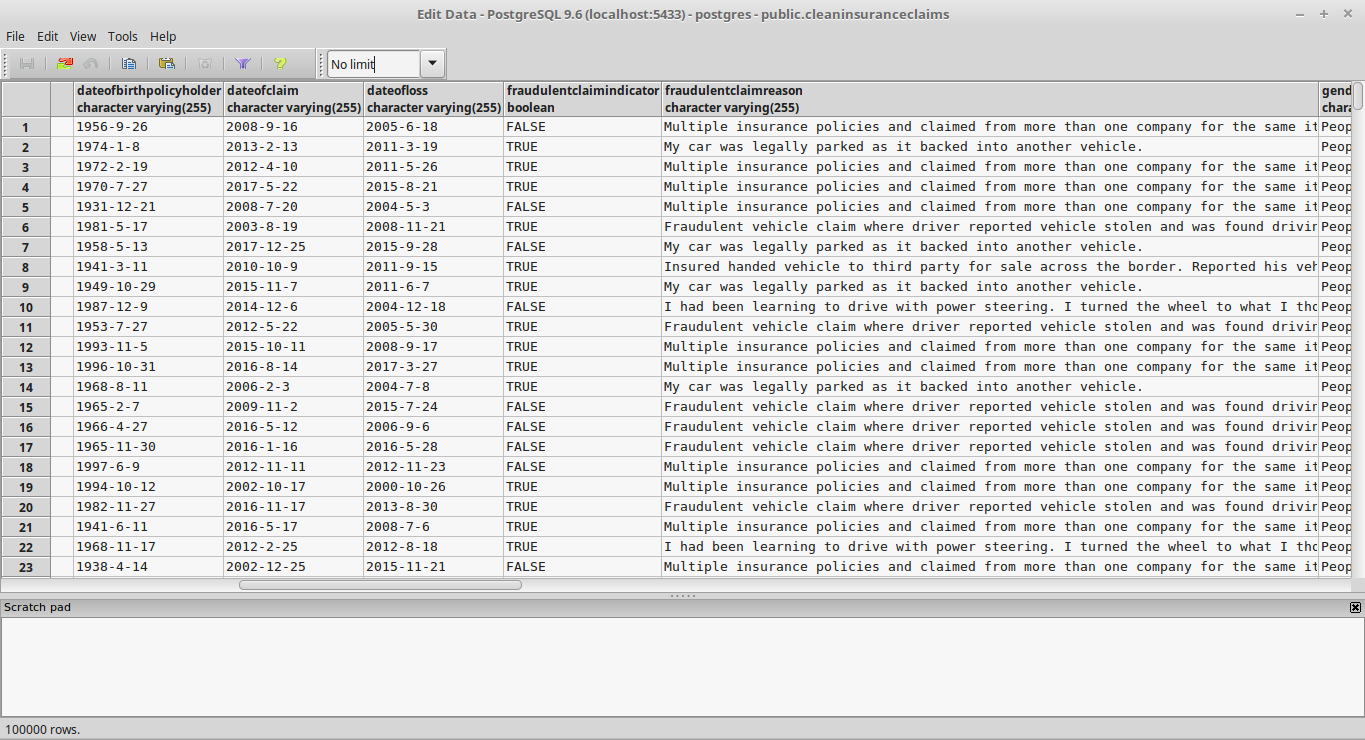 Edit Data - PostgreSQL 9.6 (localhost:5433) - postgres - public.cleaninsuranceclaims
File Edit View Tools Help
No limit
dateofbirthpolicyholder dateofclaim dateofloss fraudulentclaimindicator fraudulentclaimreason gend
character varying(255) character varying(255) character varying(255) boolean character varying(255) chara
1 1956-9-26 2008-9-16 2005-6-18 FALSE Multiple insurance policies and claimed from more than one company for the same it Peop
2 1974-1-8 2013-2-13 2011-3-19 TRUE My car was legally parked as it backed into another vehicle. Peop
3 1972-2-19 2012-4-10 2011-5-26 TRUE Multiple insurance policies and claimed from more than one company for the same it Peop
4 1970-7-27 2017-5-22 2015-8-21 TRUE Multiple insurance policies and claimed from more than one company for the same it Peop
5 1931-12-21 2008-7-20 2004-5-3 FALSE Multiple insurance policies and claimed from more than one company for the same it Peop
6 1981-5-17 2003-8-19 2008-11-21 TRUE Fraudulent vehicle claim where driver reported vehicle stolen and was found drivin Peop
7 1958-5-13 2017-12-25 2015-9-28 FALSE My car was legally parked as it backed into another vehicle. Peop
8 1941-3-11 2010-10-9 2011-9-15 TRUE Insured handed vehicle to third party for sale across the border. Reported his veh Peop
9 1949-10-29 2015-11-7 2011-6-7 TRUE My car was legally parked as it backed into another vehicle. Peop
10 1987-12-9 2014-12-6 2004-12-18 FALSE I had been learning to drive with power steering. I turned the wheel to what I tho Peop
11 1953-7-27 2012-5-22 2005-5-30 TRUE Fraudulent vehicle claim where driver reported vehicle stolen and was found drivin Peop
12 1993-11-5 2015-10-11 2008-9-17 TRUE Multiple insurance policies and claimed from more than one company for the same it Peop
13 1996-10-31 2016-8-14 2017-3-27 TRUE Multiple insurance policies and claimed from more than one company for the same it Peop
14 1968-8-11 2006-2-3 2004-7-8 TRUE My car was legally parked as it backed into another vehicle. Peop
15 1965-2-7 2009-11-2 2015-7-24 FALSE Fraudulent vehicle claim where driver reported vehicle stolen and was found drivin Peop
16 1966-4-27 2016-5-12 2006-9-6 FALSE Fraudulent vehicle claim where driver reported vehicle stolen and was found drivin Peop
17 1965-11-30 2016-1-16 2016-5-28 FALSE Fraudulent vehicle claim where driver reported vehicle stolen and was found drivin Peop
18 1997-6-9 2012-11-11 2012-11-23 FALSE Multiple insurance policies and claimed from more than one company for the same it Peop
19 1994-10-12 2002-10-17 2000-10-26 TRUE Multiple insurance policies and claimed from more than one company for the same it Peop
20 1982-11-27 2016-11-17 2013-8-30 TRUE Fraudulent vehicle claim where driver reported vehicle stolen and was found drivin Peop
21 1941-6-11 2016-5-17 2008-7-6 TRUE Multiple insurance policies and claimed from more than one company for the same it Peop
22 1968-11-17 2012-2-25 2012-8-18 TRUE I had been learning to drive with power steering. I turned the wheel to what I tho Peop
23 1938-4-14 2002-12-25 2015-11-21 FALSE Multiple insurance policies and claimed from more than one company for the same it Peop
Scratch pad
100000 rows.